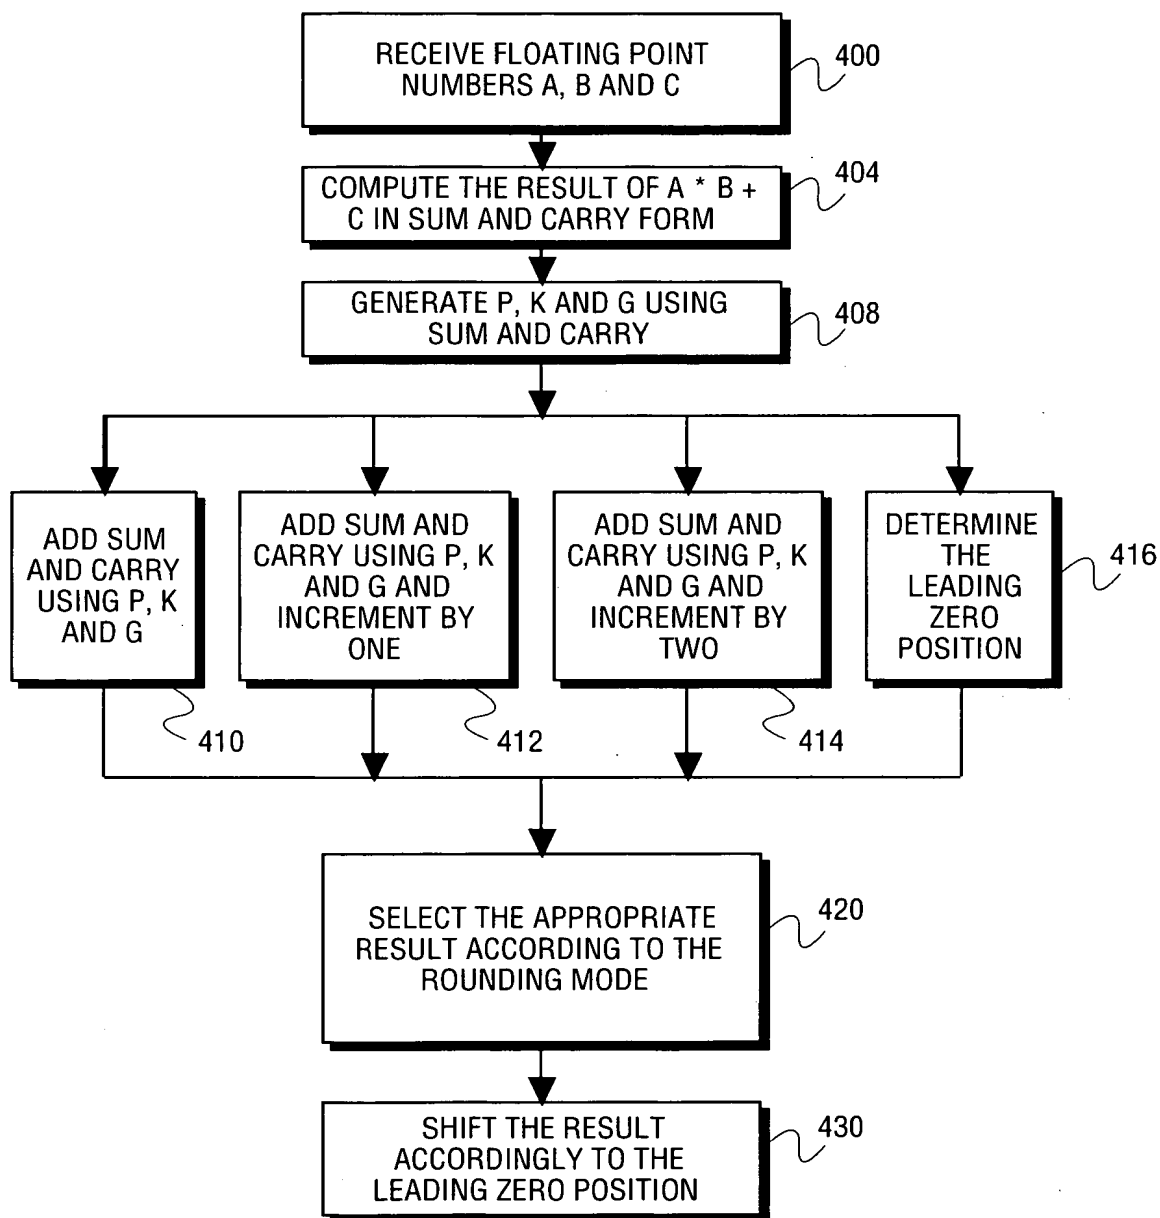 RECEIVE FLOATING POINT
NUMBERS A, B AND C
400
COMPUTE THE RESULT OF A * B +
C IN SUM AND CARRY FORM
404
GENERATE P, K AND G USING
SUM AND CARRY
408
ADD SUM
AND CARRY
USING P, K
AND G
410
ADD SUM AND
CARRY USING P, K
AND G AND
INCREMENT BY
ONE
412
ADD SUM AND
CARRY USING P, K
AND G AND
INCREMENT BY
TWO
414
DETERMINE
THE
LEADING
ZERO
POSITION
416
SELECT THE APPROPRIATE
RESULT ACCORDING TO THE
ROUNDING MODE
420
SHIFT THE RESULT
ACCORDINGLY TO THE
LEADING ZERO POSITION
430